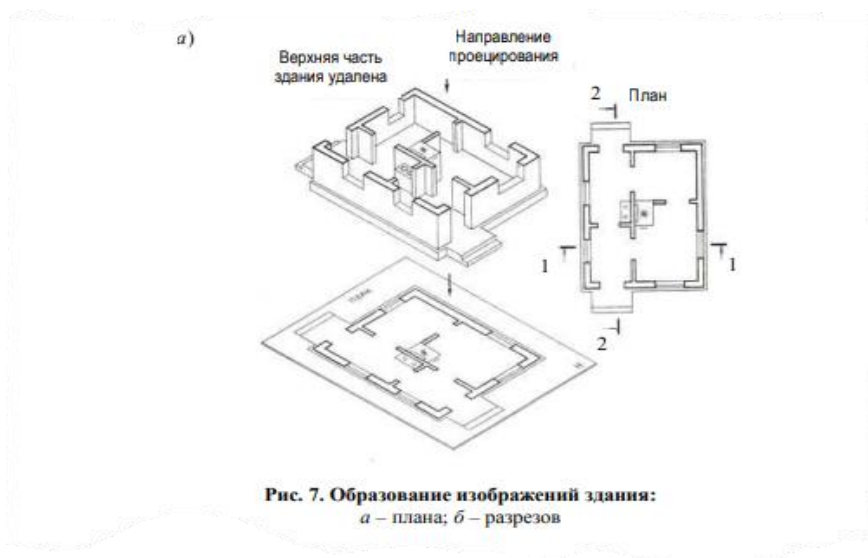 а)
Верхняя часть
здания удалена
Направление
проецирования
2
План
1
1
2
ПЛАН
Н
Рис. 7. Образование изображений здания:
а – плана; б – разрезов